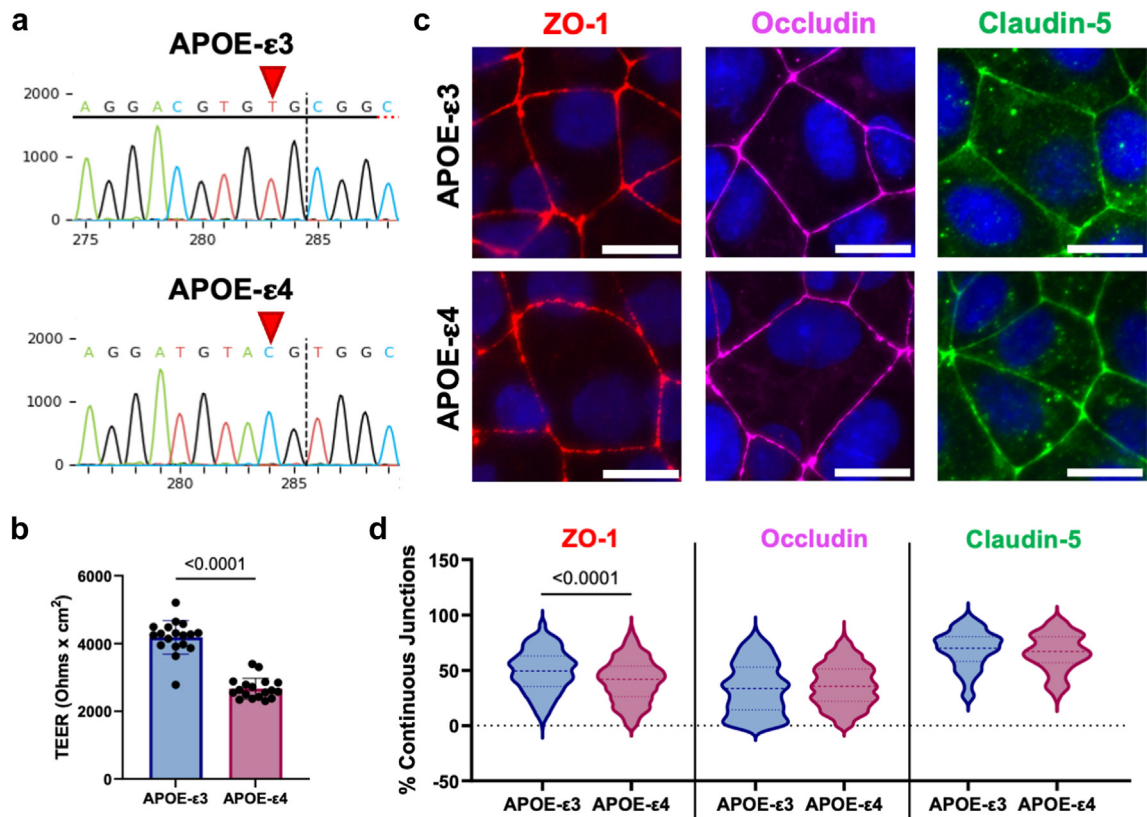 a
APOE-ε3
2000
A G G A C G T G T G C G G C
1000
0
275 280 285
APOE-ε4
2000
A G G A T G T A C G T G G C
1000
0
280 285
b
<0.0001
6000
4000
2000
0
TEER (Ohms x cm²)
APOE-ε3 APOE-ε4
c
ZO-1 Occludin Claudin-5
APOE-ε3
APOE-ε4
d
ZO-1 Occludin Claudin-5
<0.0001
150
100
50
0
-50
% Continuous Junctions
APOE-ε3 APOE-ε4 APOE-ε3 APOE-ε4 APOE-ε3 APOE-ε4